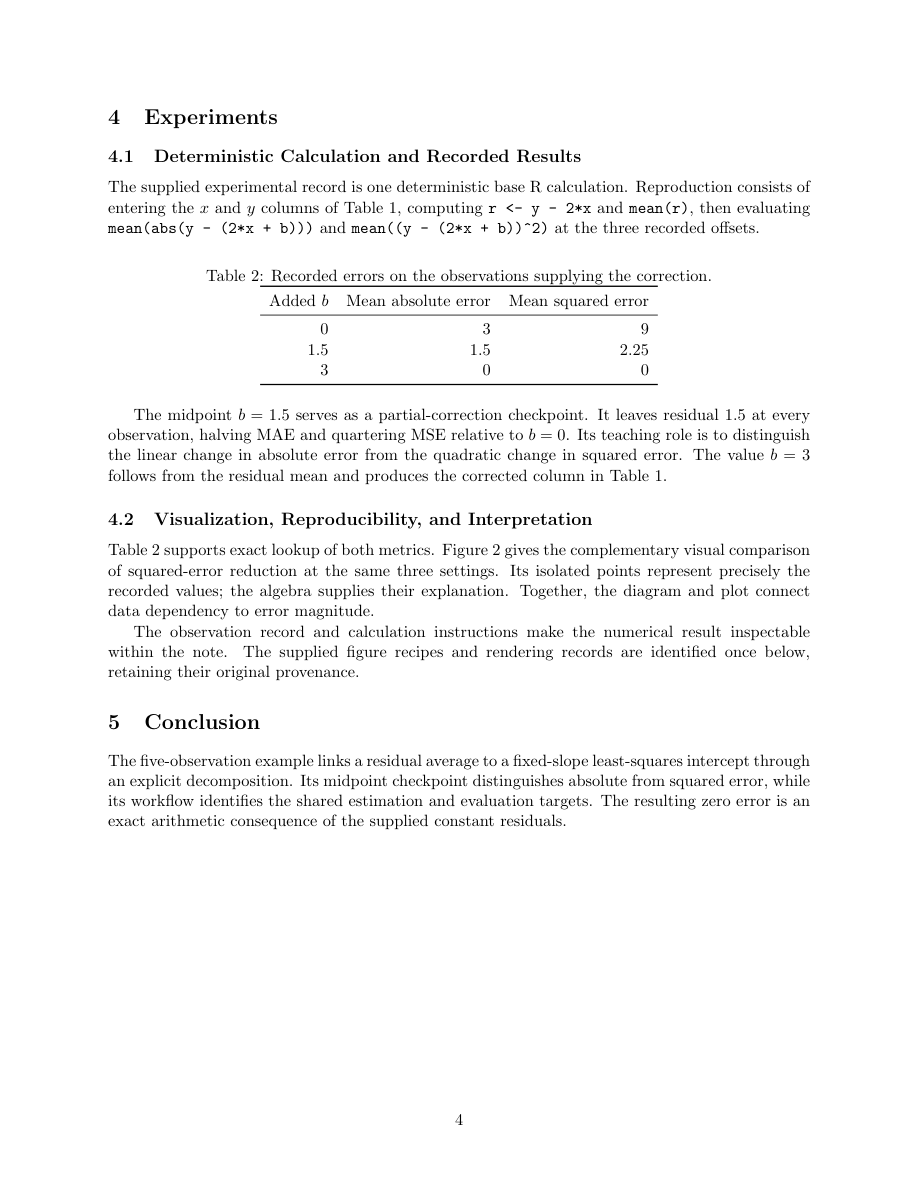 4 Experiments
4.1 Deterministic Calculation and Recorded Results
The supplied experimental record is one deterministic base R calculation. Reproduction consists of
entering the x and y columns of Table 1, computing r <- y - 2*x and mean(r), then evaluating
mean(abs(y - (2*x + b))) and mean((y - (2*x + b))^2) at the three recorded offsets.
Table 2: Recorded errors on the observations supplying the correction.
Added b Mean absolute error Mean squared error
0 3 9
1.5 1.5 2.25
3 0 0
The midpoint b = 1.5 serves as a partial-correction checkpoint. It leaves residual 1.5 at every
observation, halving MAE and quartering MSE relative to b = 0. Its teaching role is to distinguish
the linear change in absolute error from the quadratic change in squared error. The value b = 3
follows from the residual mean and produces the corrected column in Table 1.
4.2 Visualization, Reproducibility, and Interpretation
Table 2 supports exact lookup of both metrics. Figure 2 gives the complementary visual comparison
of squared-error reduction at the same three settings. Its isolated points represent precisely the
recorded values; the algebra supplies their explanation. Together, the diagram and plot connect
data dependency to error magnitude.
The observation record and calculation instructions make the numerical result inspectable
within the note. The supplied figure recipes and rendering records are identified once below,
retaining their original provenance.
5 Conclusion
The five-observation example links a residual average to a fixed-slope least-squares intercept through
an explicit decomposition. Its midpoint checkpoint distinguishes absolute from squared error, while
its workflow identifies the shared estimation and evaluation targets. The resulting zero error is an
exact arithmetic consequence of the supplied constant residuals.
4